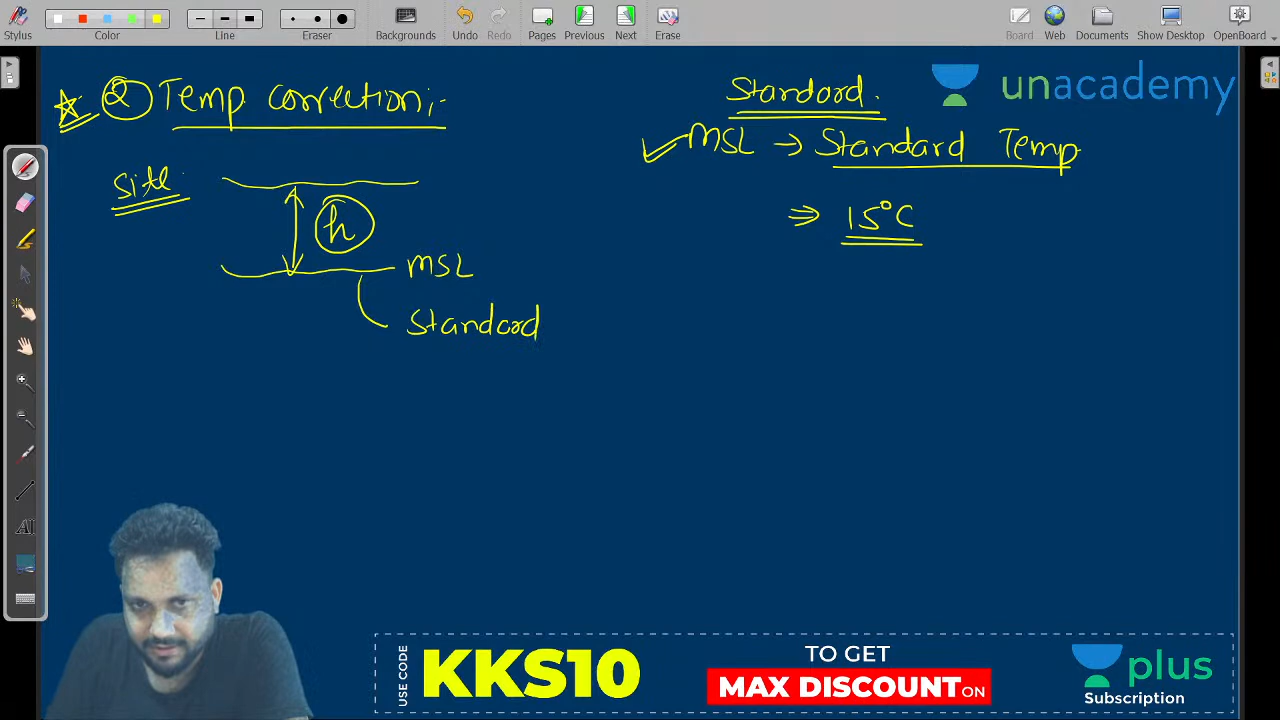 Stylus
Color
Line
Eraser
Backgrounds
Undo
Redo
Pages
Previous
Next
Erase
Board
Web
Documents
Show Desktop
OpenBoard
② Temp correction:-
Standard.
unacademy
MSL → Standard Temp
Site
h
⇒ 15°C
MSL
Standard
USE CODE
KKS10
TO GET
MAX DISCOUNT ON
plus
Subscription